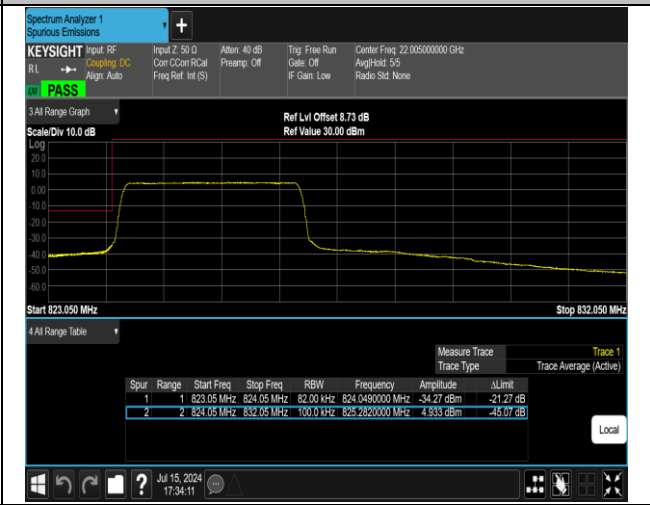 Spectrum Analyzer 1
Spurious Emissions
+
KEYSIGHT Input: RF Input Z: 50 Ω Atten: 40 dB Trig: Free Run Center Freq: 22.005000000 GHz
RL Coupling: DC Corr CCorr RCal Preamp: Off Gate: Off Avg|Hold: 5/5
Align: Auto Freq Ref: Int (S) IF Gain: Low Radio Std: None
PASS
3 All Range Graph
Ref Lvl Offset 8.73 dB
Scale/Div 10.0 dB Ref Value 30.00 dBm
Log
20.0
10.0
0.00
-10.0
-20.0
-30.0
-40.0
-50.0
-60.0
Start 823.050 MHz Stop 832.050 MHz
4 All Range Table
Measure Trace Trace 1
Trace Type Trace Average (Active)
Spur Range Start Freq Stop Freq RBW Frequency Amplitude ΔLimit
1 1 823.05 MHz 824.05 MHz 82.00 kHz 824.0490000 MHz -34.27 dBm -21.27 dB
2 2 824.05 MHz 832.05 MHz 100.0 kHz 825.2820000 MHz 4.933 dBm -45.07 dB
Local
? Jul 15, 2024
17:34:11